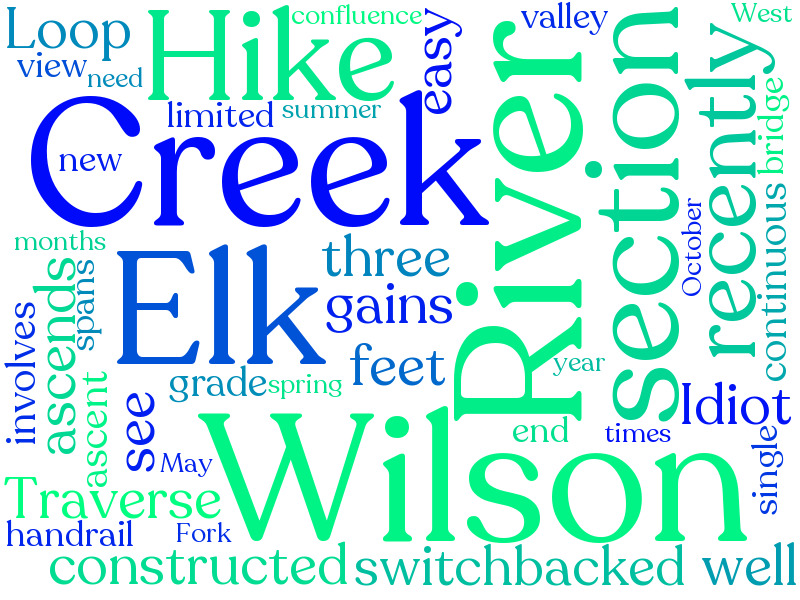 Loop
Hike
confluence
easy
valley
West
view
need
limited
summer
River
section
recently
bridge
Creek
new
months
Elk
three
October
continuous
ascends
spans
gains
involves
feet
year
grade
spring
Idiot
ascent
see
Wilson
end
times
single
May
Traverse
handrail
Fork
constructed
switchbacked
well